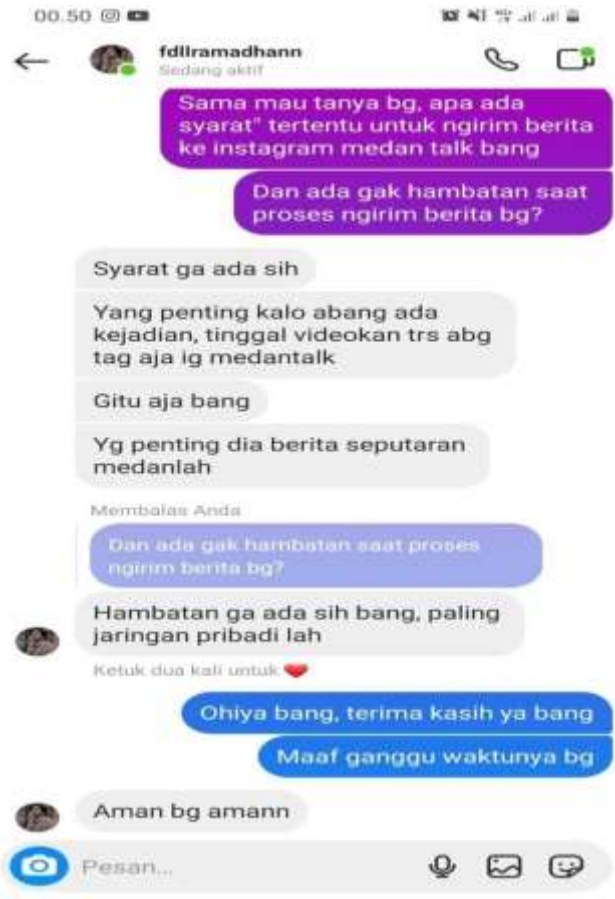 00.50
fdllramadhann
Sedang aktif
Sama mau tanya bg, apa ada
syarat" tertentu untuk ngirim berita
ke instagram medan talk bang
Dan ada gak hambatan saat
proses ngirim berita bg?
Syarat ga ada sih
Yang penting kalo abang ada
kejadian, tinggal videokan trs abg
tag aja ig medantalk
Gitu aja bang
Yg penting dia berita seputaran
medanlah
Membalas Anda
Dan ada gak hambatan saat proses
ngirim berita bg?
Hambatan ga ada sih bang, paling
jaringan pribadi lah
Ketuk dua kali untuk ❤
Ohiya bang, terima kasih ya bang
Maaf ganggu waktunya bg
Aman bg amann
Pesan...